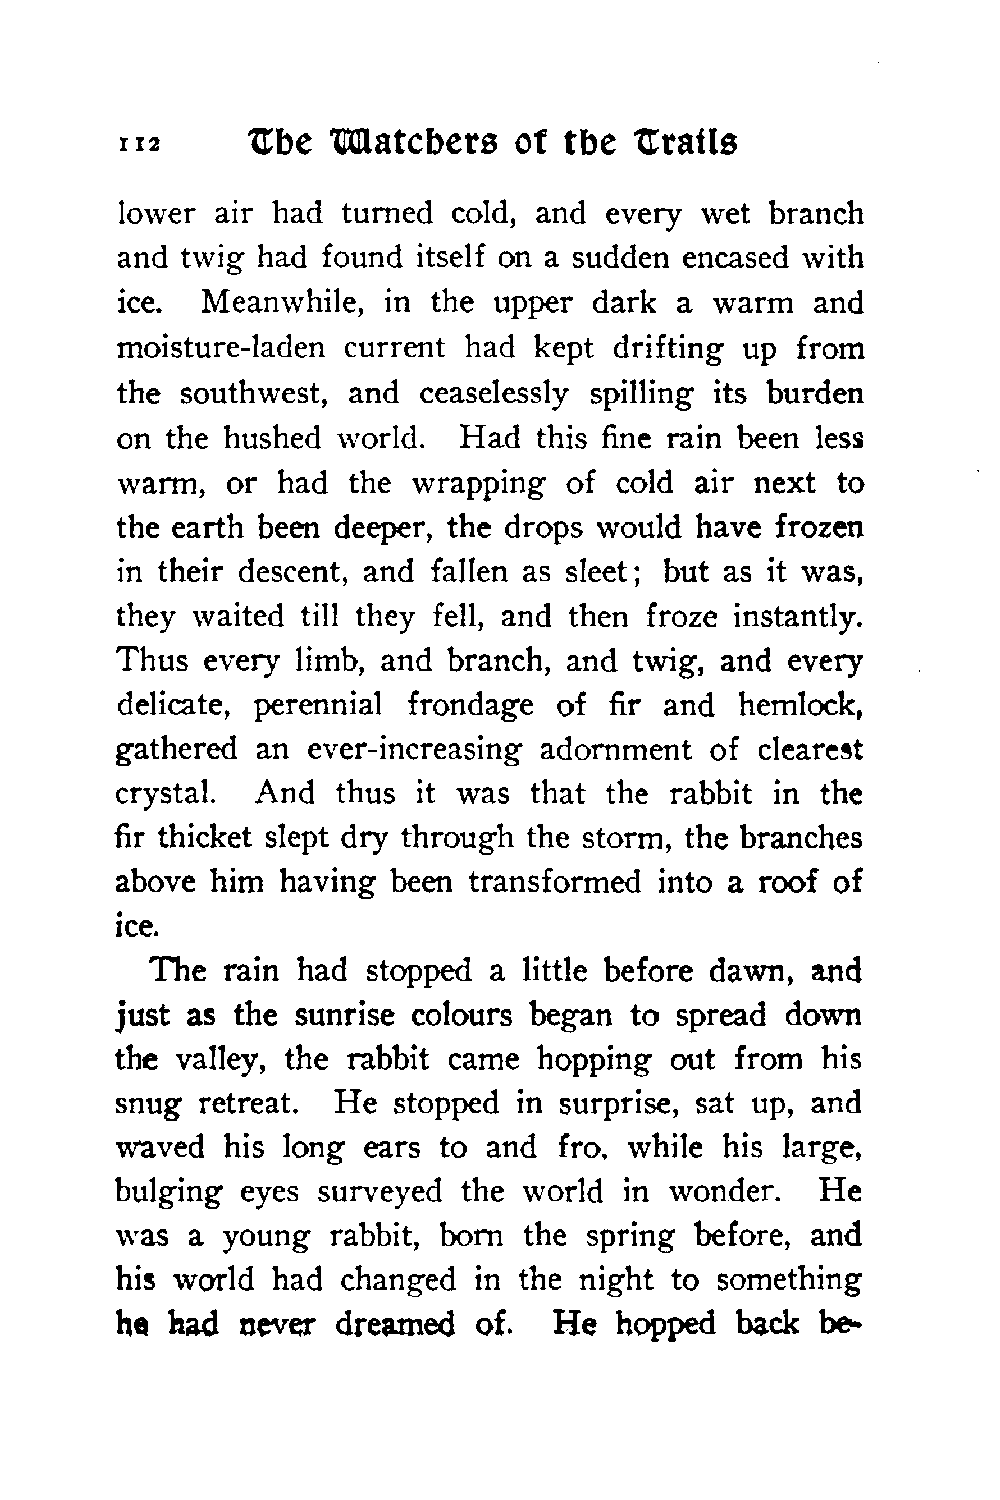 112 The Watchers of the Trails
lower air had turned cold, and every wet branch
and twig had found itself on a sudden encased with
ice. Meanwhile, in the upper dark a warm and
moisture-laden current had kept drifting up from
the southwest, and ceaselessly spilling its burden
on the hushed world. Had this fine rain been less
warm, or had the wrapping of cold air next to
the earth been deeper, the drops would have frozen
in their descent, and fallen as sleet; but as it was,
they waited till they fell, and then froze instantly.
Thus every limb, and branch, and twig, and every
delicate, perennial frondage of fir and hemlock,
gathered an ever-increasing adornment of clearest
crystal. And thus it was that the rabbit in the
fir thicket slept dry through the storm, the branches
above him having been transformed into a roof of
ice.
The rain had stopped a little before dawn, and
just as the sunrise colours began to spread down
the valley, the rabbit came hopping out from his
snug retreat. He stopped in surprise, sat up, and
waved his long ears to and fro, while his large,
bulging eyes surveyed the world in wonder. He
was a young rabbit, born the spring before, and
his world had changed in the night to something
he had never dreamed of. He hopped back be-